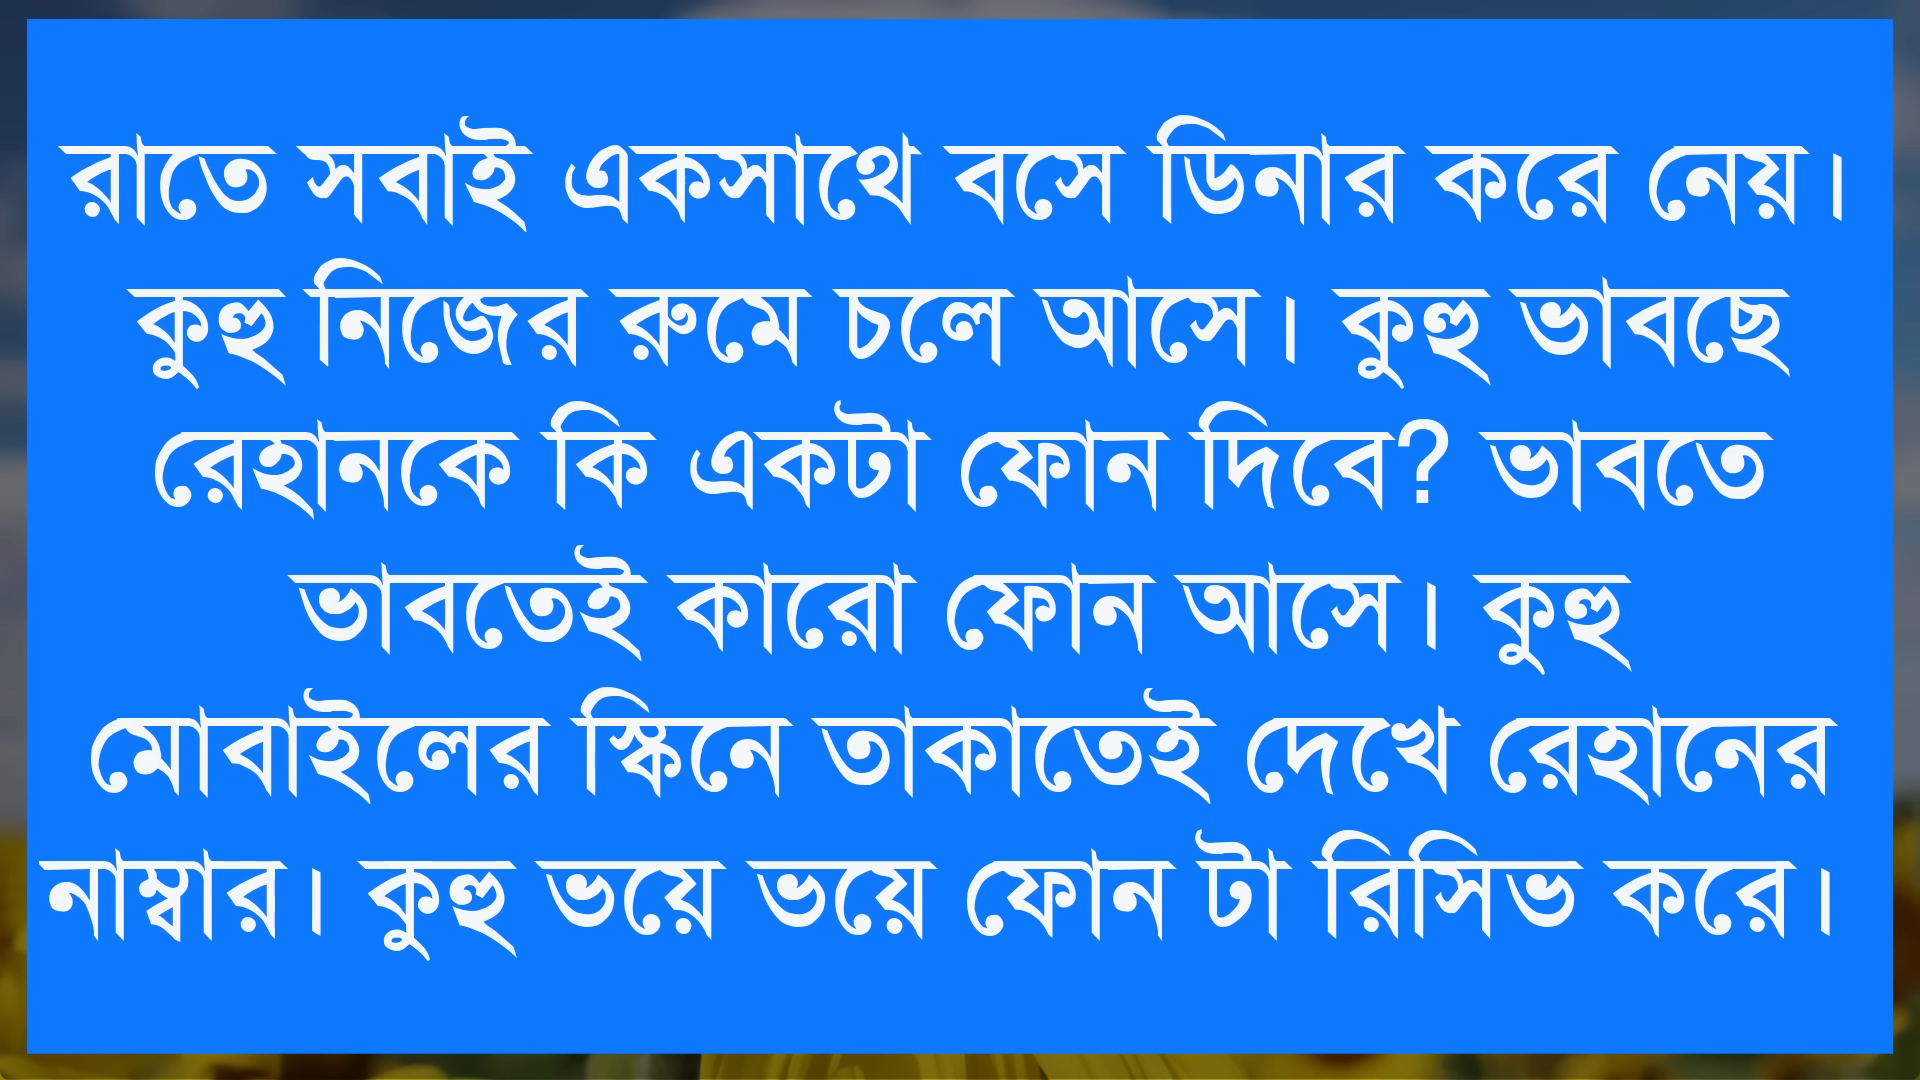 রাতে সবাই একসাথে বসে ডিনার করে নেয়।
কুহু নিজের রুমে চলে আসে। কুহু ভাবছে
রেহানকে কি একটা ফোন দিবে? ভাবতে
ভাবতেই কারো ফোন আসে। কুহু
মোবাইলের স্কিনে তাকাতেই দেখে রেহানের
নাম্বার। কুহু ভয়ে ভয়ে ফোন টা রিসিভ করে।